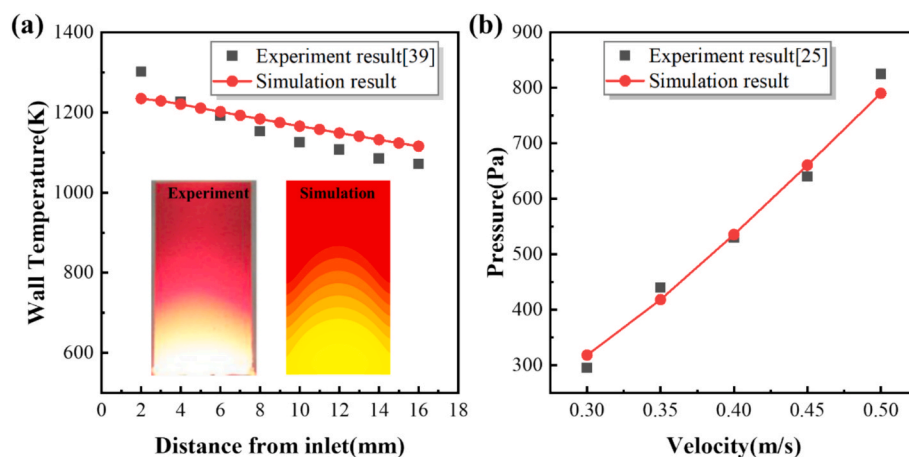 (a)
1400
1200
1000
800
600
Wall Temperature(K)
Experiment result[39]
Simulation result
Experiment
Simulation
0 2 4 6 8 10 12 14 16 18
Distance from inlet(mm)
(b)
900
800
700
600
500
400
300
Pressure(Pa)
Experiment result[25]
Simulation result
0.30 0.35 0.40 0.45 0.50
Velocity(m/s)